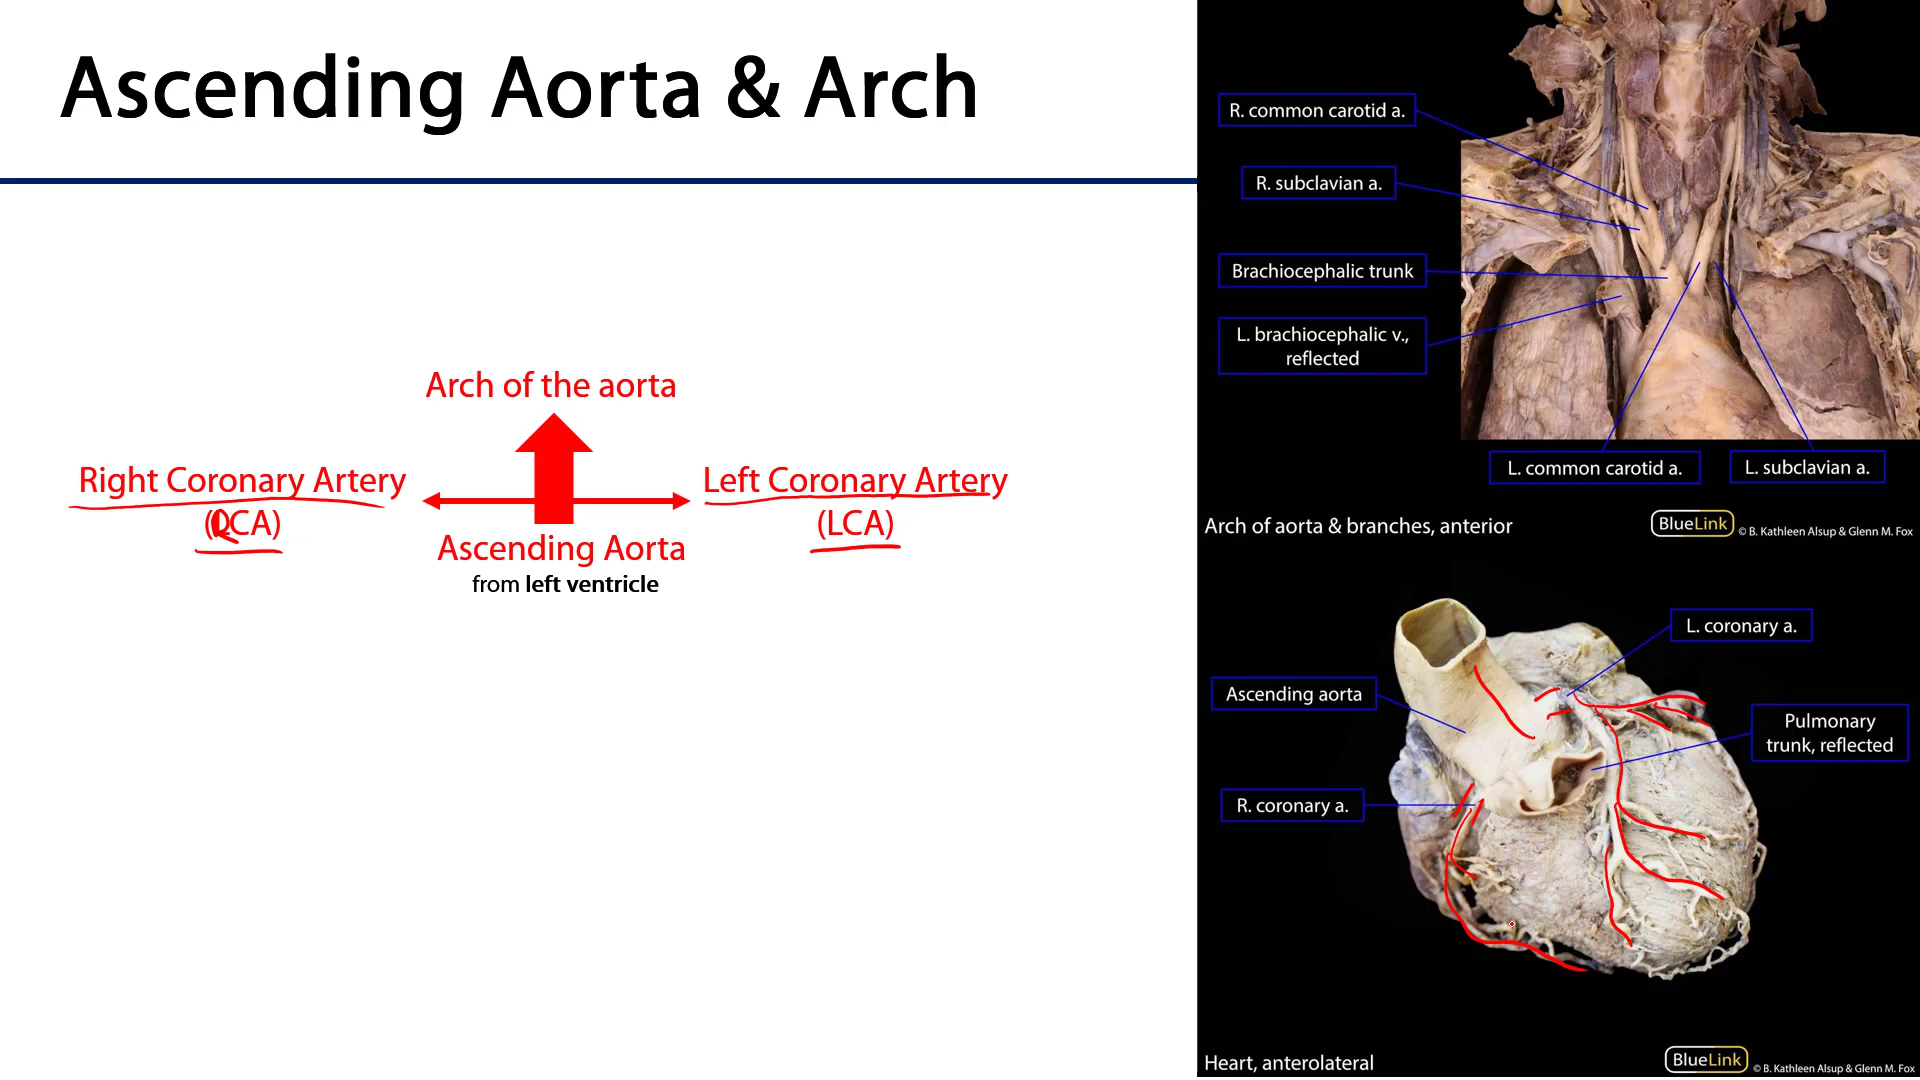 Ascending Aorta & Arch
Arch of the aorta
Right Coronary Artery
(RCA)
Left Coronary Artery
(LCA)
Ascending Aorta
from left ventricle
R. common carotid a.
R. subclavian a.
Brachiocephalic trunk
L. brachiocephalic v.,
reflected
L. common carotid a.
L. subclavian a.
Arch of aorta & branches, anterior
BlueLink © B. Kathleen Alsup & Glenn M. Fox
L. coronary a.
Ascending aorta
Pulmonary
trunk, reflected
R. coronary a.
Heart, anterolateral
BlueLink © B. Kathleen Alsup & Glenn M. Fox